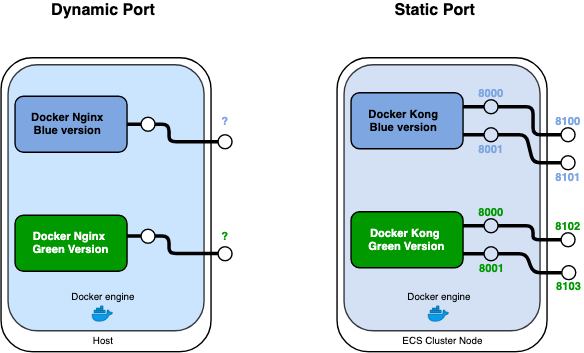 Dynamic Port
Docker Nginx
Blue version
?
Docker Nginx
Green Version
?
Docker engine
Host
Static Port
Docker Kong
Blue version
8000
8001
8100
8101
Docker Kong
Green Version
8000
8001
8102
8103
Docker engine
ECS Cluster Node